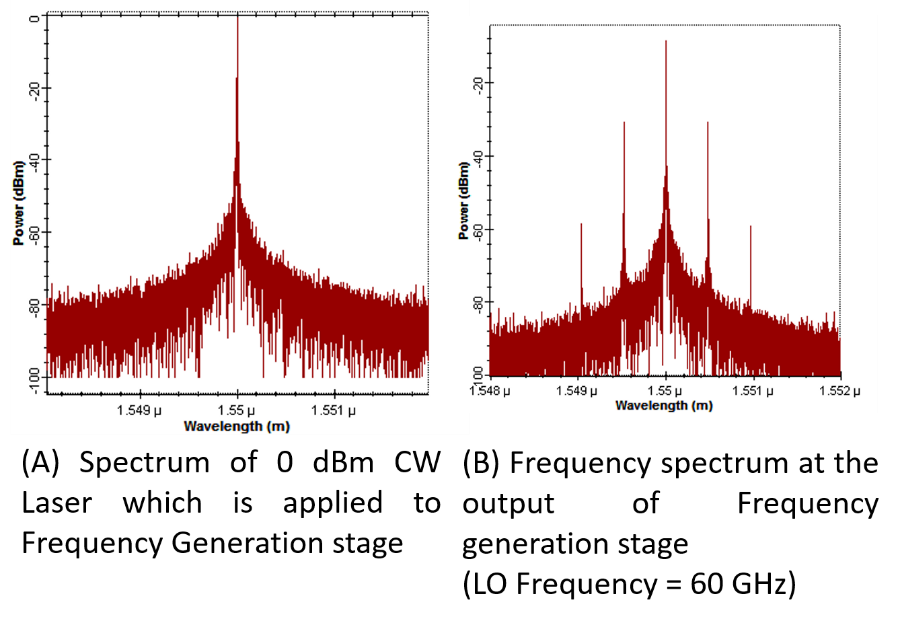 0
-20
-40
-60
-80
-100
Power (dBm)
1.549 µ
1.55 µ
1.551 µ
Wavelength (m)
-20
-40
-60
-80
Power (dBm)
1.548 µ
1.549 µ
1.55 µ
1.551 µ
1.552 µ
Wavelength (m)
(A) Spectrum of 0 dBm CW
Laser which is applied to
Frequency Generation stage
(B) Frequency spectrum at the
output of Frequency
generation stage
(LO Frequency = 60 GHz)